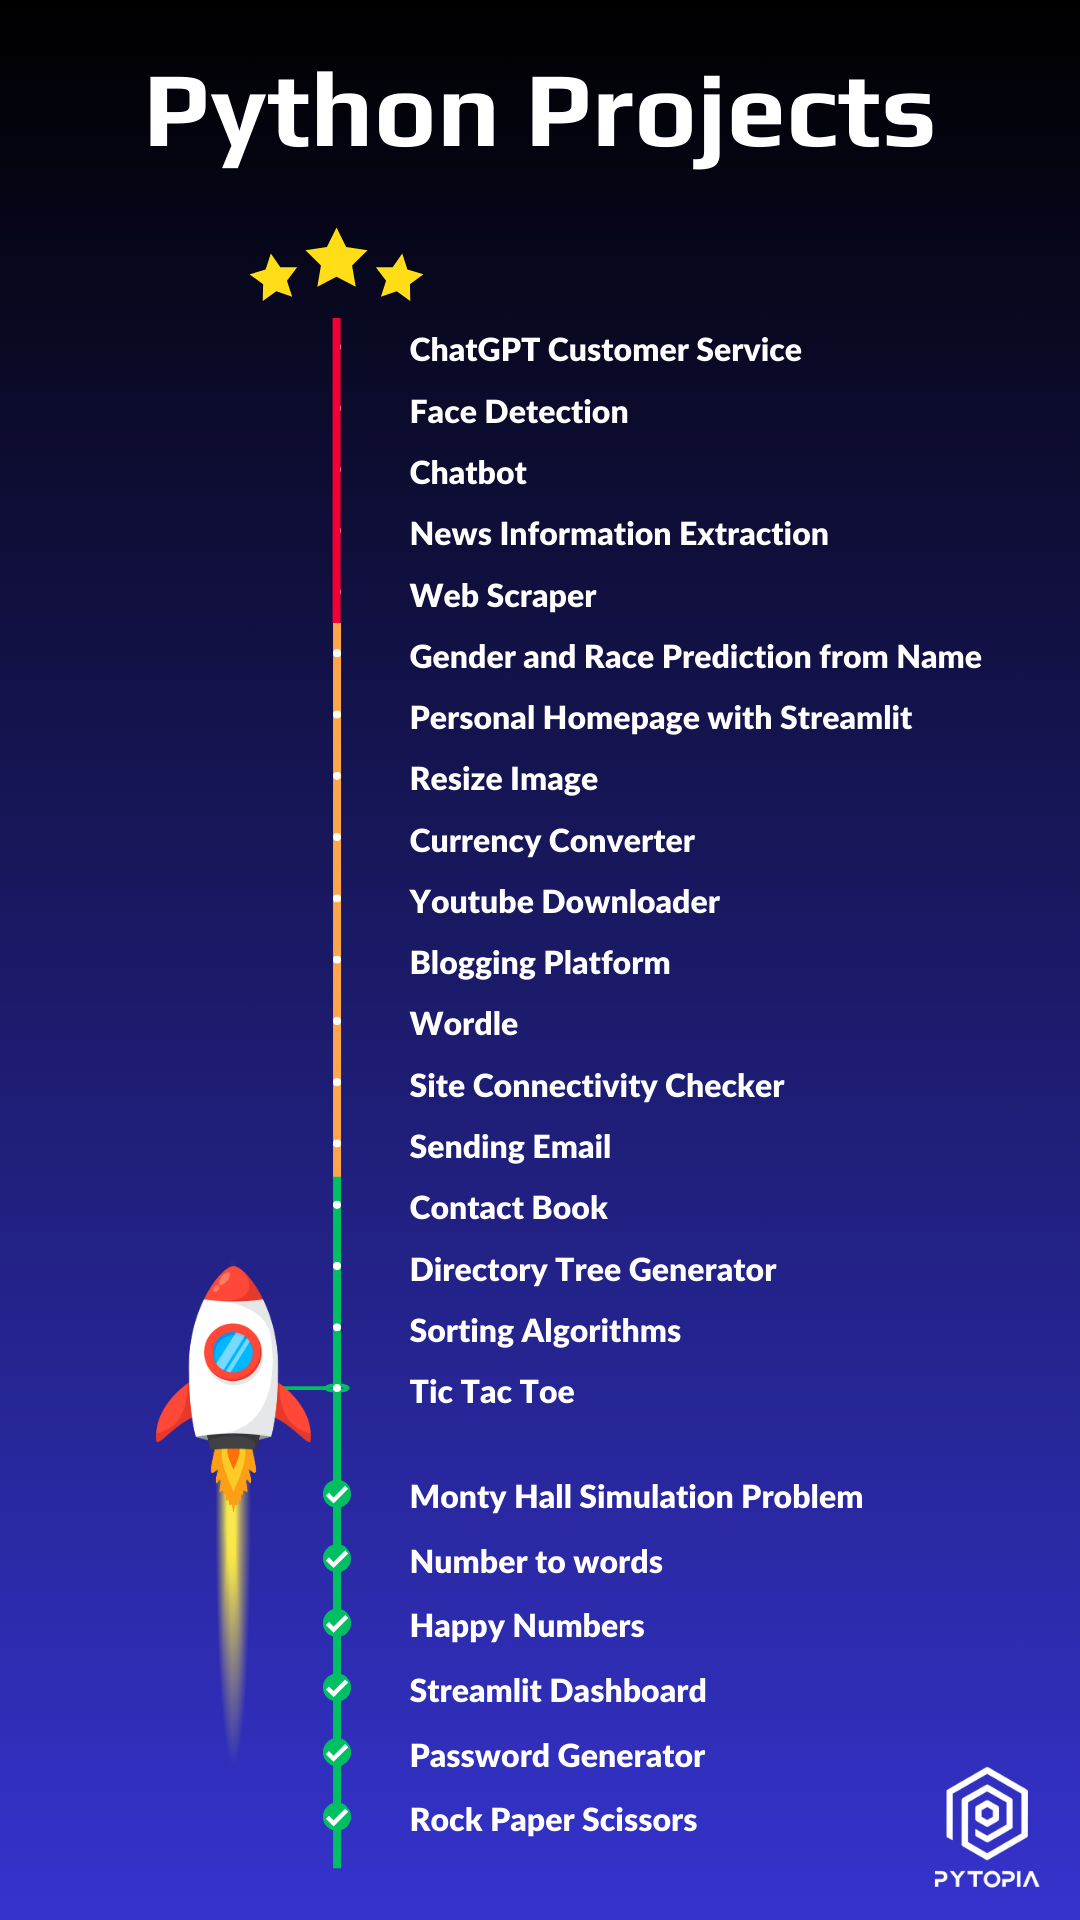 Python Projects
ChatGPT Customer Service
Face Detection
Chatbot
News Information Extraction
Web Scraper
Gender and Race Prediction from Name
Personal Homepage with Streamlit
Resize Image
Currency Converter
Youtube Downloader
Blogging Platform
Wordle
Site Connectivity Checker
Sending Email
Contact Book
Directory Tree Generator
Sorting Algorithms
Tic Tac Toe
Monty Hall Simulation Problem
Number to words
Happy Numbers
Streamlit Dashboard
Password Generator
Rock Paper Scissors
PYTOPIA